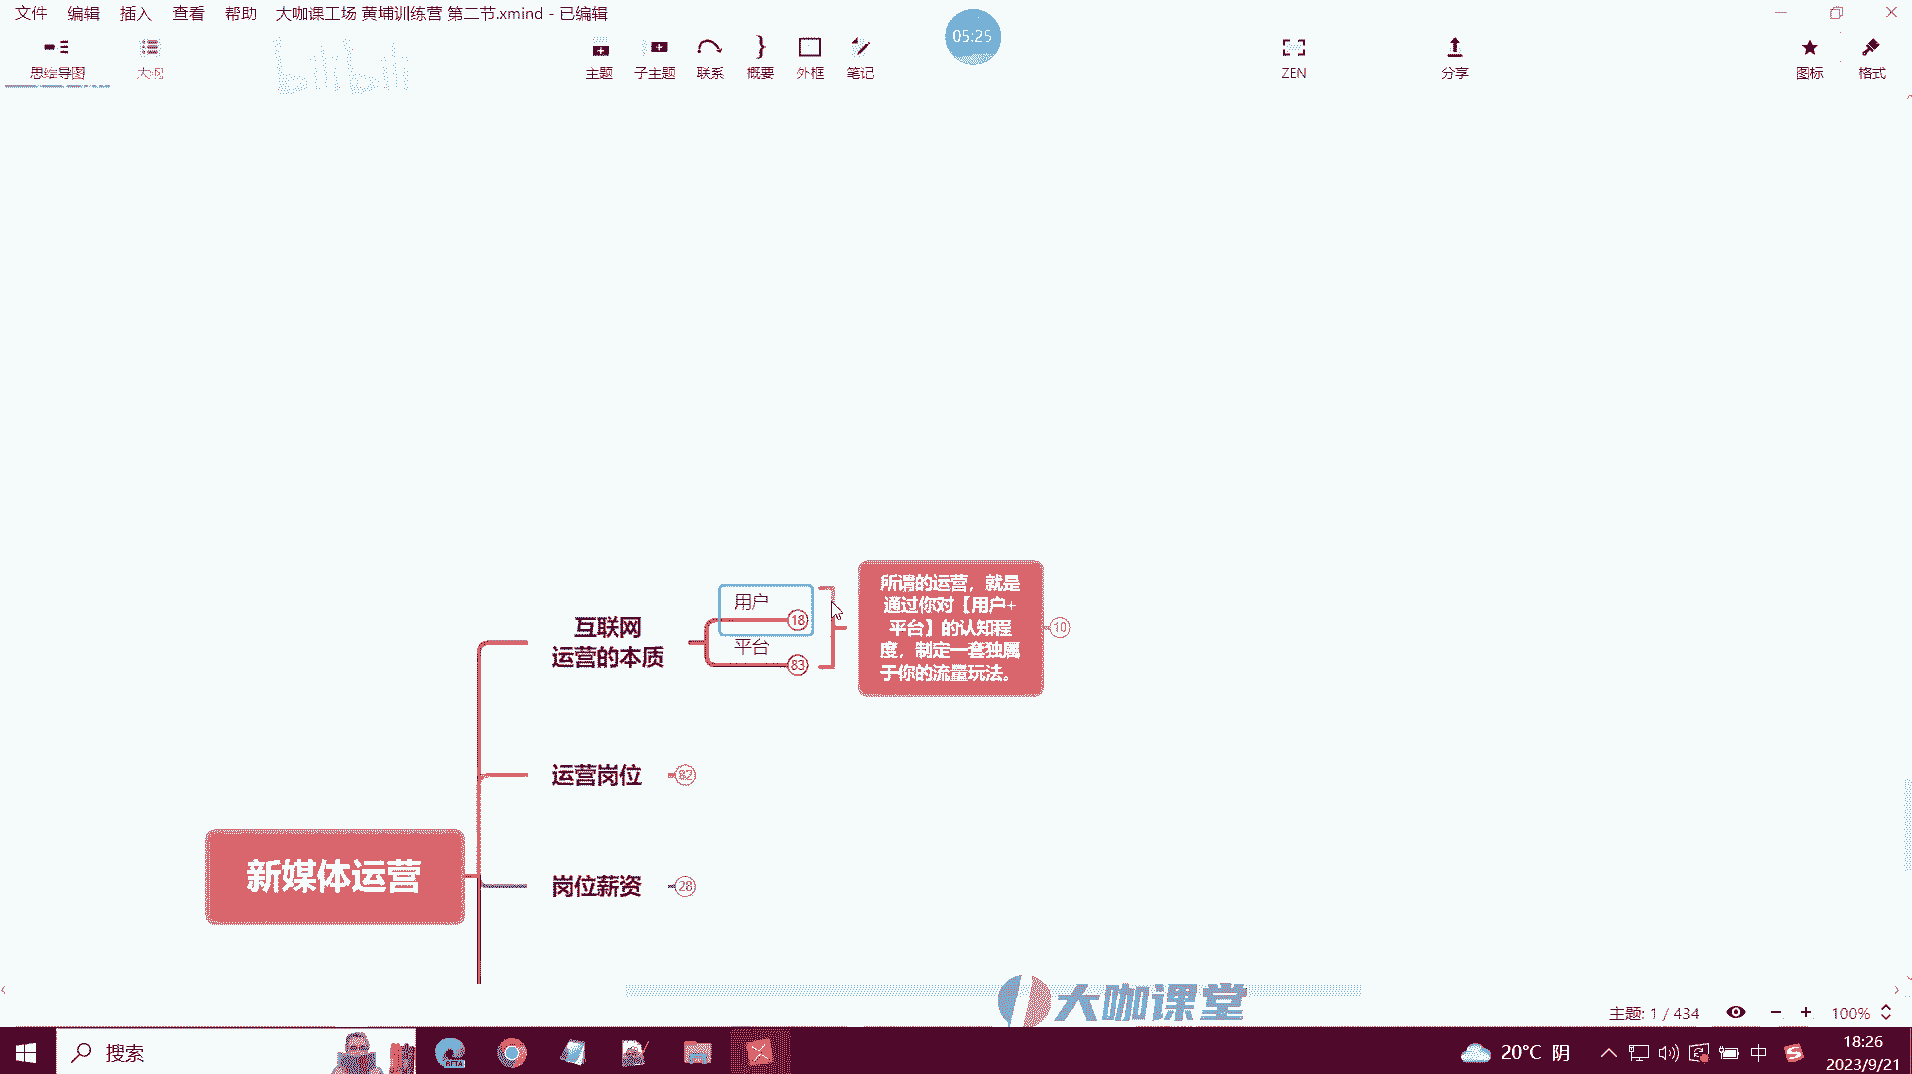 文件 编辑 插入 查看 帮助 大咖课工场 黄埔训练营 第二节.xmind - 已编辑
05:25
思维导图 大纲 主题 子主题 联系 概要 外框 笔记 ZEN 分享 图标 格式
bilibili
互联网
运营的本质
用户
18
平台
83
所谓的运营，就是
通过你对【用户+
平台】的认知程
度，制定一套独属
于你的流量玩法。
10
运营岗位
82
新媒体运营
岗位薪资
28
大咖课堂
主题: 1 / 434
100%
搜索
BETA
20°C 阴
中
18:26
2023/9/21